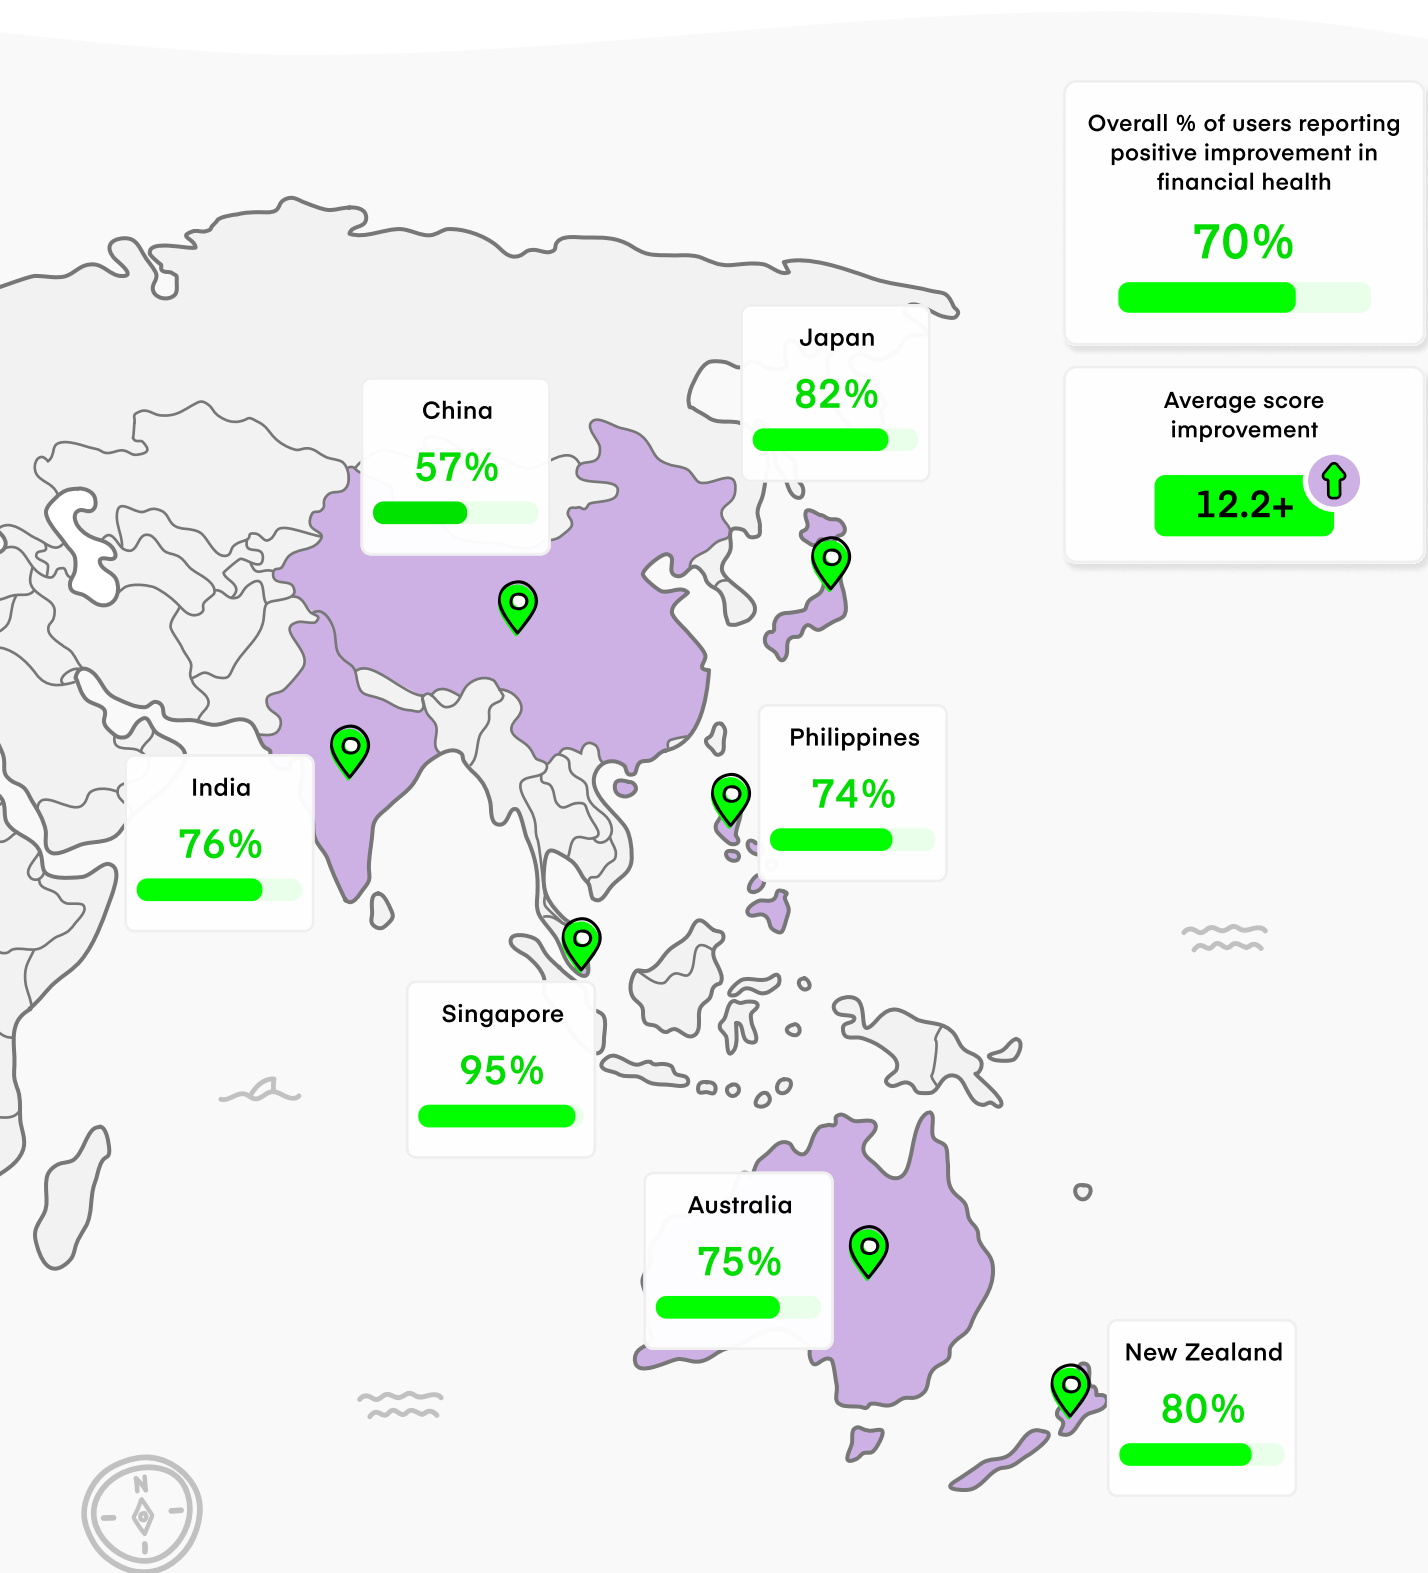 Overall % of users reporting
positive improvement in
financial health
70%
Average score
improvement
12.2+
Japan
82%
China
57%
Philippines
74%
India
76%
Singapore
95%
Australia
75%
New Zealand
80%
N